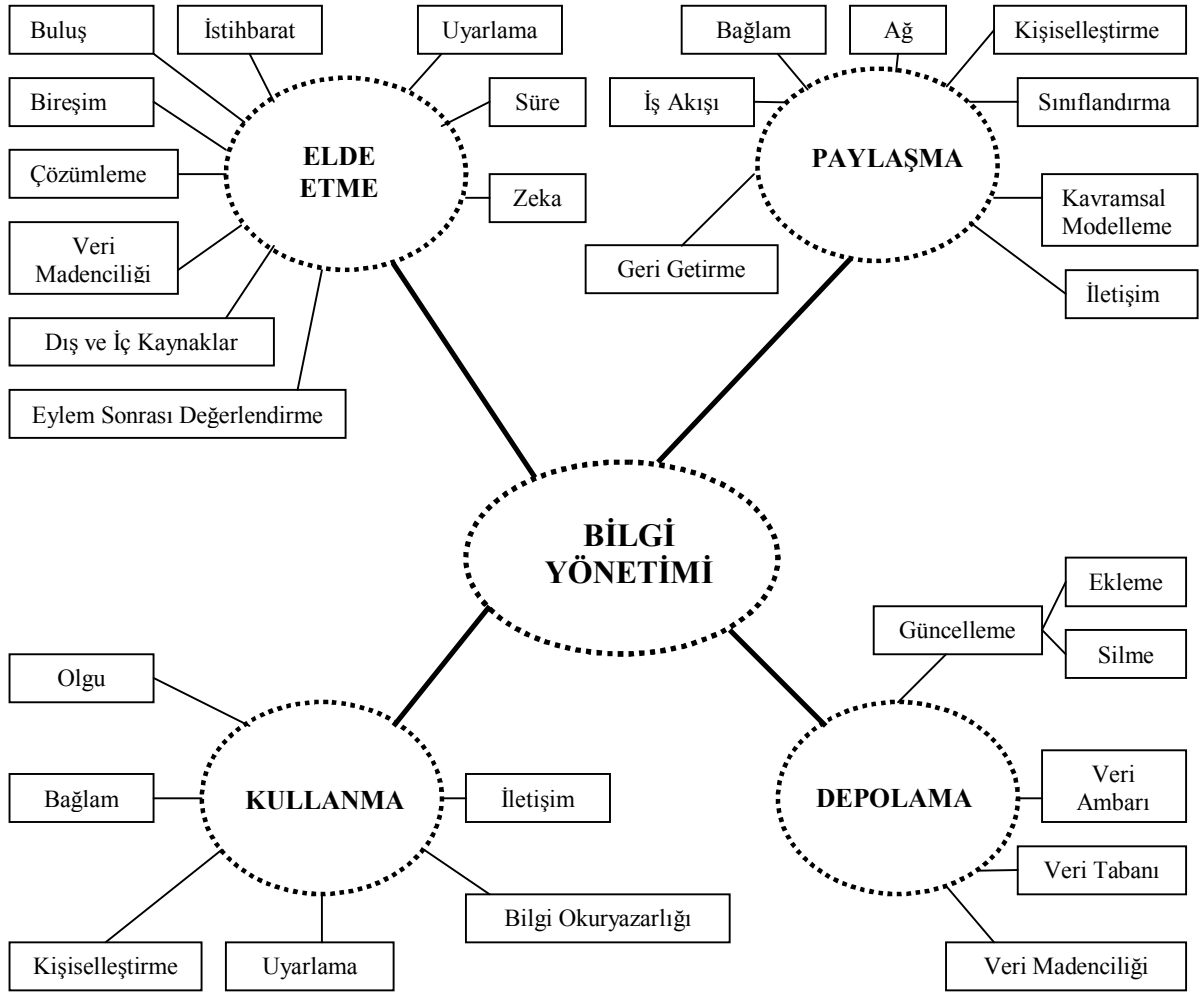 Buluş
İstihbarat
Uyarlama
Bireşim
Süre
ELDE
ETME
Çözümleme
Zeka
Veri
Madenciliği
Dış ve İç Kaynaklar
Eylem Sonrası Değerlendirme
Bağlam
Ağ
Kişiselleştirme
İş Akışı
Sınıflandırma
PAYLAŞMA
Kavramsal
Modelleme
Geri Getirme
İletişim
BİLGİ
YÖNETİMİ
Olgu
Bağlam
KULLANMA
İletişim
Bilgi Okuryazarlığı
Kişiselleştirme
Uyarlama
Güncelleme
Ekleme
Silme
DEPOLAMA
Veri
Ambarı
Veri Tabanı
Veri Madenciliği